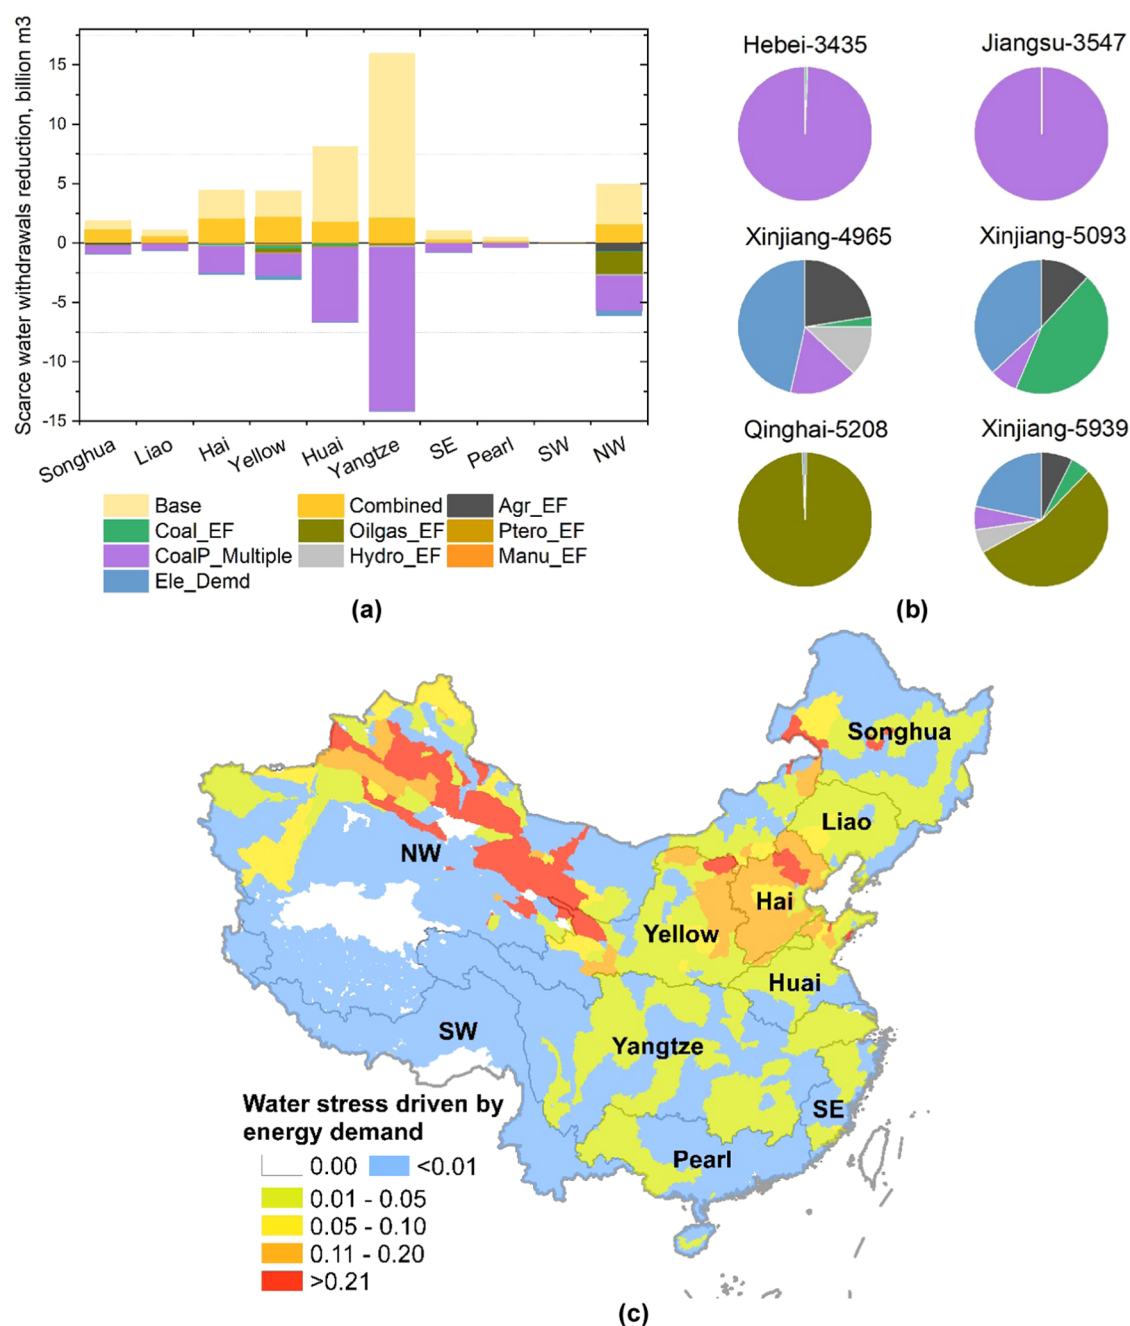 Scarce water withdrawals reduction, billion m3
15
10
5
0
-5
-10
-15
Songhua
Liao
Hai
Yellow
Huai
Yangtze
SE
Pearl
SW
NW
Base
Combined
Agr_EF
Coal_EF
Oilgas_EF
Ptero_EF
CoalP_Multiple
Hydro_EF
Manu_EF
Ele_Demd
(a)
Hebei-3435
Jiangsu-3547
Xinjiang-4965
Xinjiang-5093
Qinghai-5208
Xinjiang-5939
(b)
Songhua
Liao
NW
Hai
Yellow
Huai
SW
Yangtze
SE
Pearl
Water stress driven by
energy demand
0.00 <0.01
0.01 - 0.05
0.05 - 0.10
0.11 - 0.20
>0.21
(c)